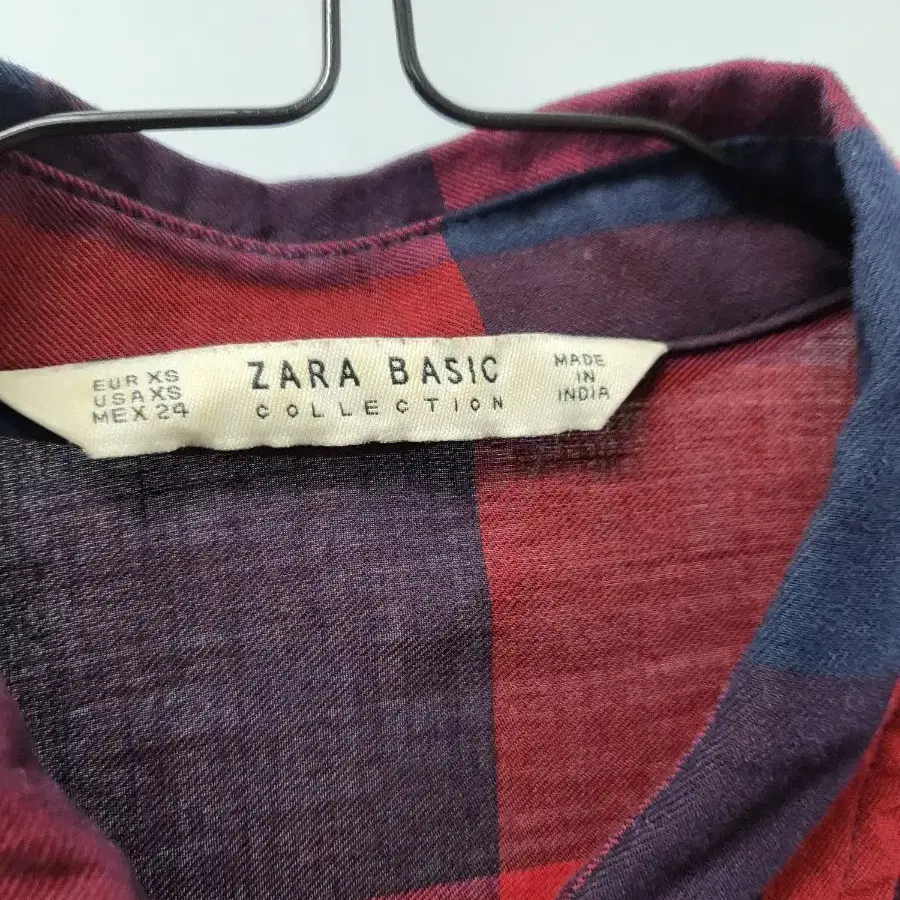 EUR XS
USA XS
MEX 24
ZARA BASIC
COLLECTION
MADE
IN
INDIA